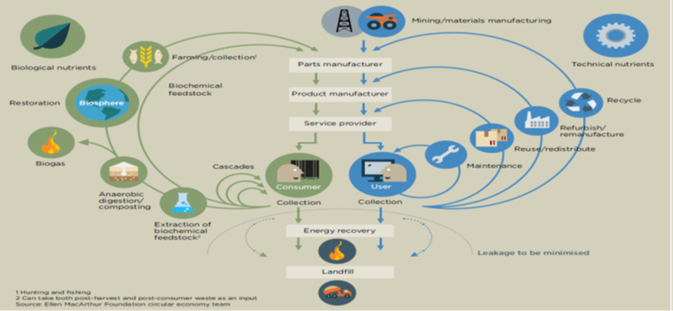 Mining/materials manufacturing
Biological nutrients
Farming/collection¹
Technical nutrients
Parts manufacturer
Biochemical
feedstock
Product manufacturer
Restoration
Biosphere
Recycle
Service provider
Refurbish/
remanufacture
Reuse/redistribute
Biogas
Maintenance
Cascades
Consumer
User
Anaerobic
digestion/
composting
Collection
Collection
Extraction of
biochemical
feedstock²
Energy recovery
Leakage to be minimised
Landfill
1 Hunting and fishing
2 Can take both post-harvest and post-consumer waste as an input
Source: Ellen MacArthur Foundation circular economy team